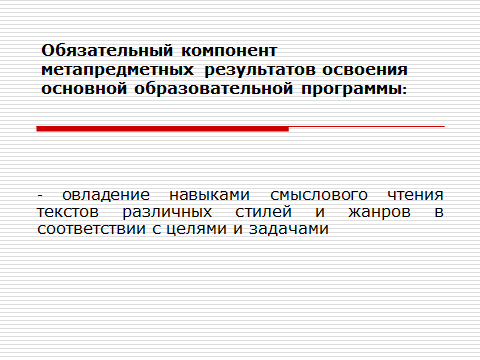 Обязательный компонент
метапредметных результатов освоения
основной образовательной программы:
- овладение навыками смыслового чтения
текстов различных стилей и жанров в
соответствии с целями и задачами